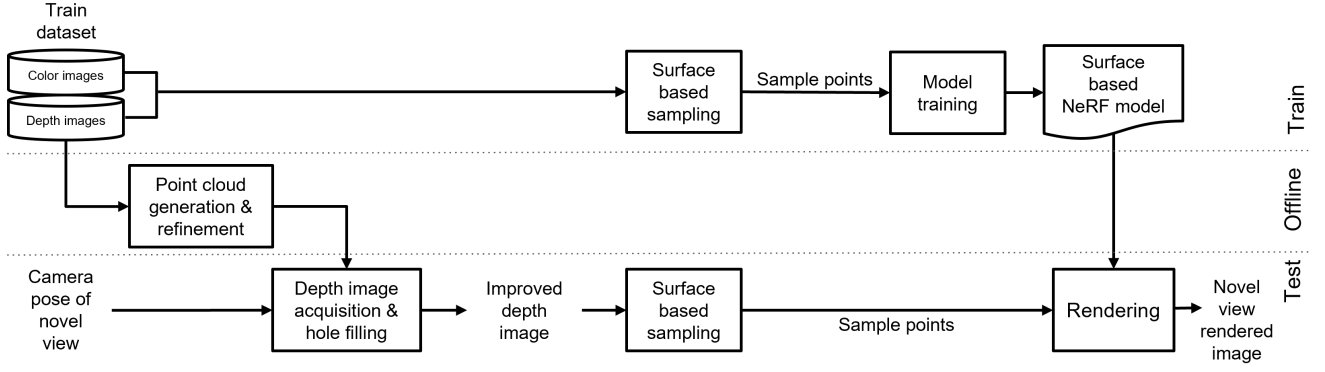 Train
dataset
Color images
Depth images
Surface
based
sampling
Sample points
Model
training
Surface
based
NeRF model
Train
Point cloud
generation &
refinement
Offline
Camera
pose of
novel
view
Depth image
acquisition &
hole filling
Improved
depth
image
Surface
based
sampling
Sample points
Rendering
Novel
view
rendered
image
Test